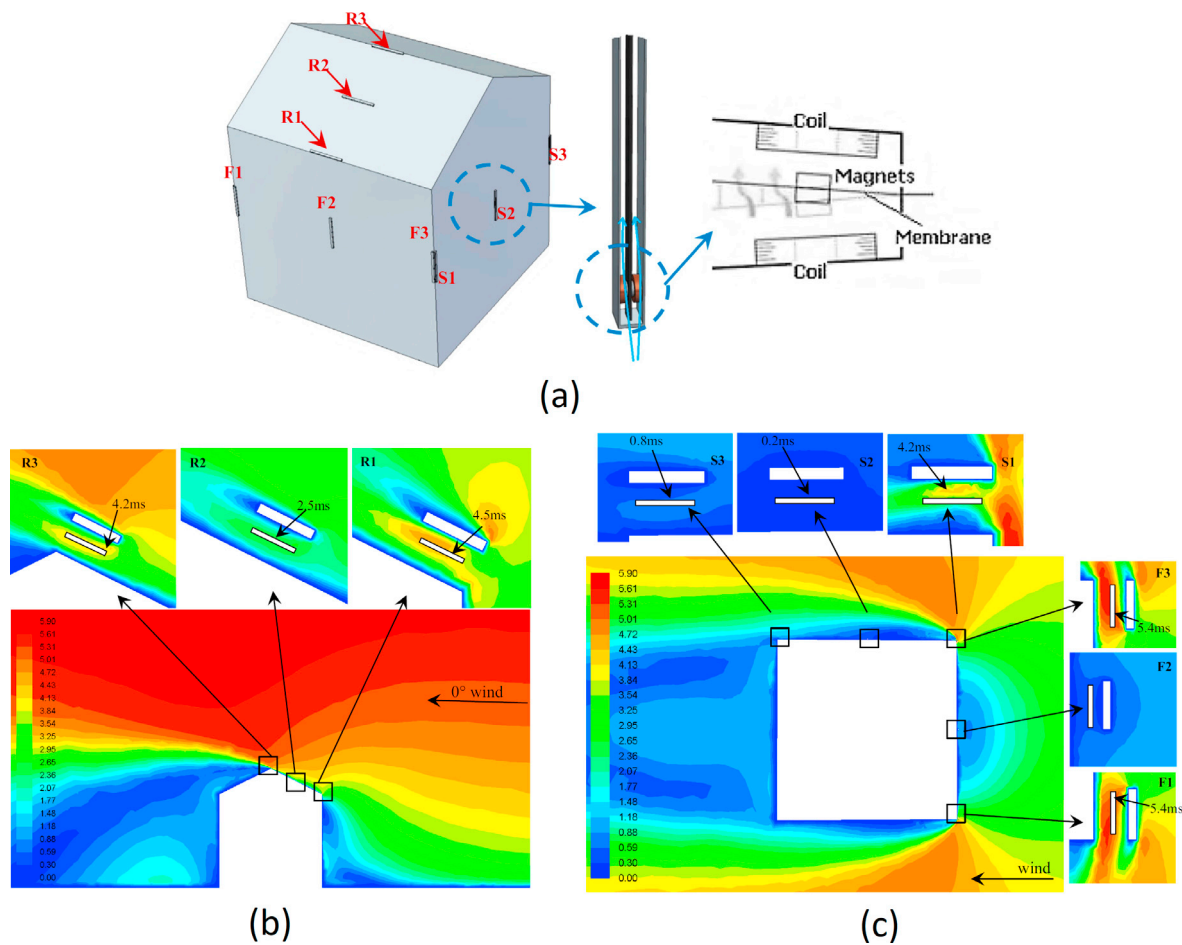 R3
R2
R1
F1
F2
F3
S1
S2
S3
Coil
Magnets
Membrane
Coil
(a)
R3
4.2ms
R2
2.5ms
R1
4.5ms
5.90
5.61
5.31
5.01
4.72
4.43
4.13
3.84
3.54
3.25
2.95
2.65
2.36
2.07
1.77
1.48
1.18
0.89
0.59
0.30
0.00
0° wind
(b)
0.8ms
S3
0.2ms
S2
4.2ms
S1
5.90
5.61
5.31
5.01
4.72
4.43
4.13
3.84
3.54
3.25
2.95
2.66
2.36
2.07
1.77
1.48
1.18
0.88
0.59
0.30
0.00
F3
5.4ms
F2
F1
5.4ms
wind
(c)